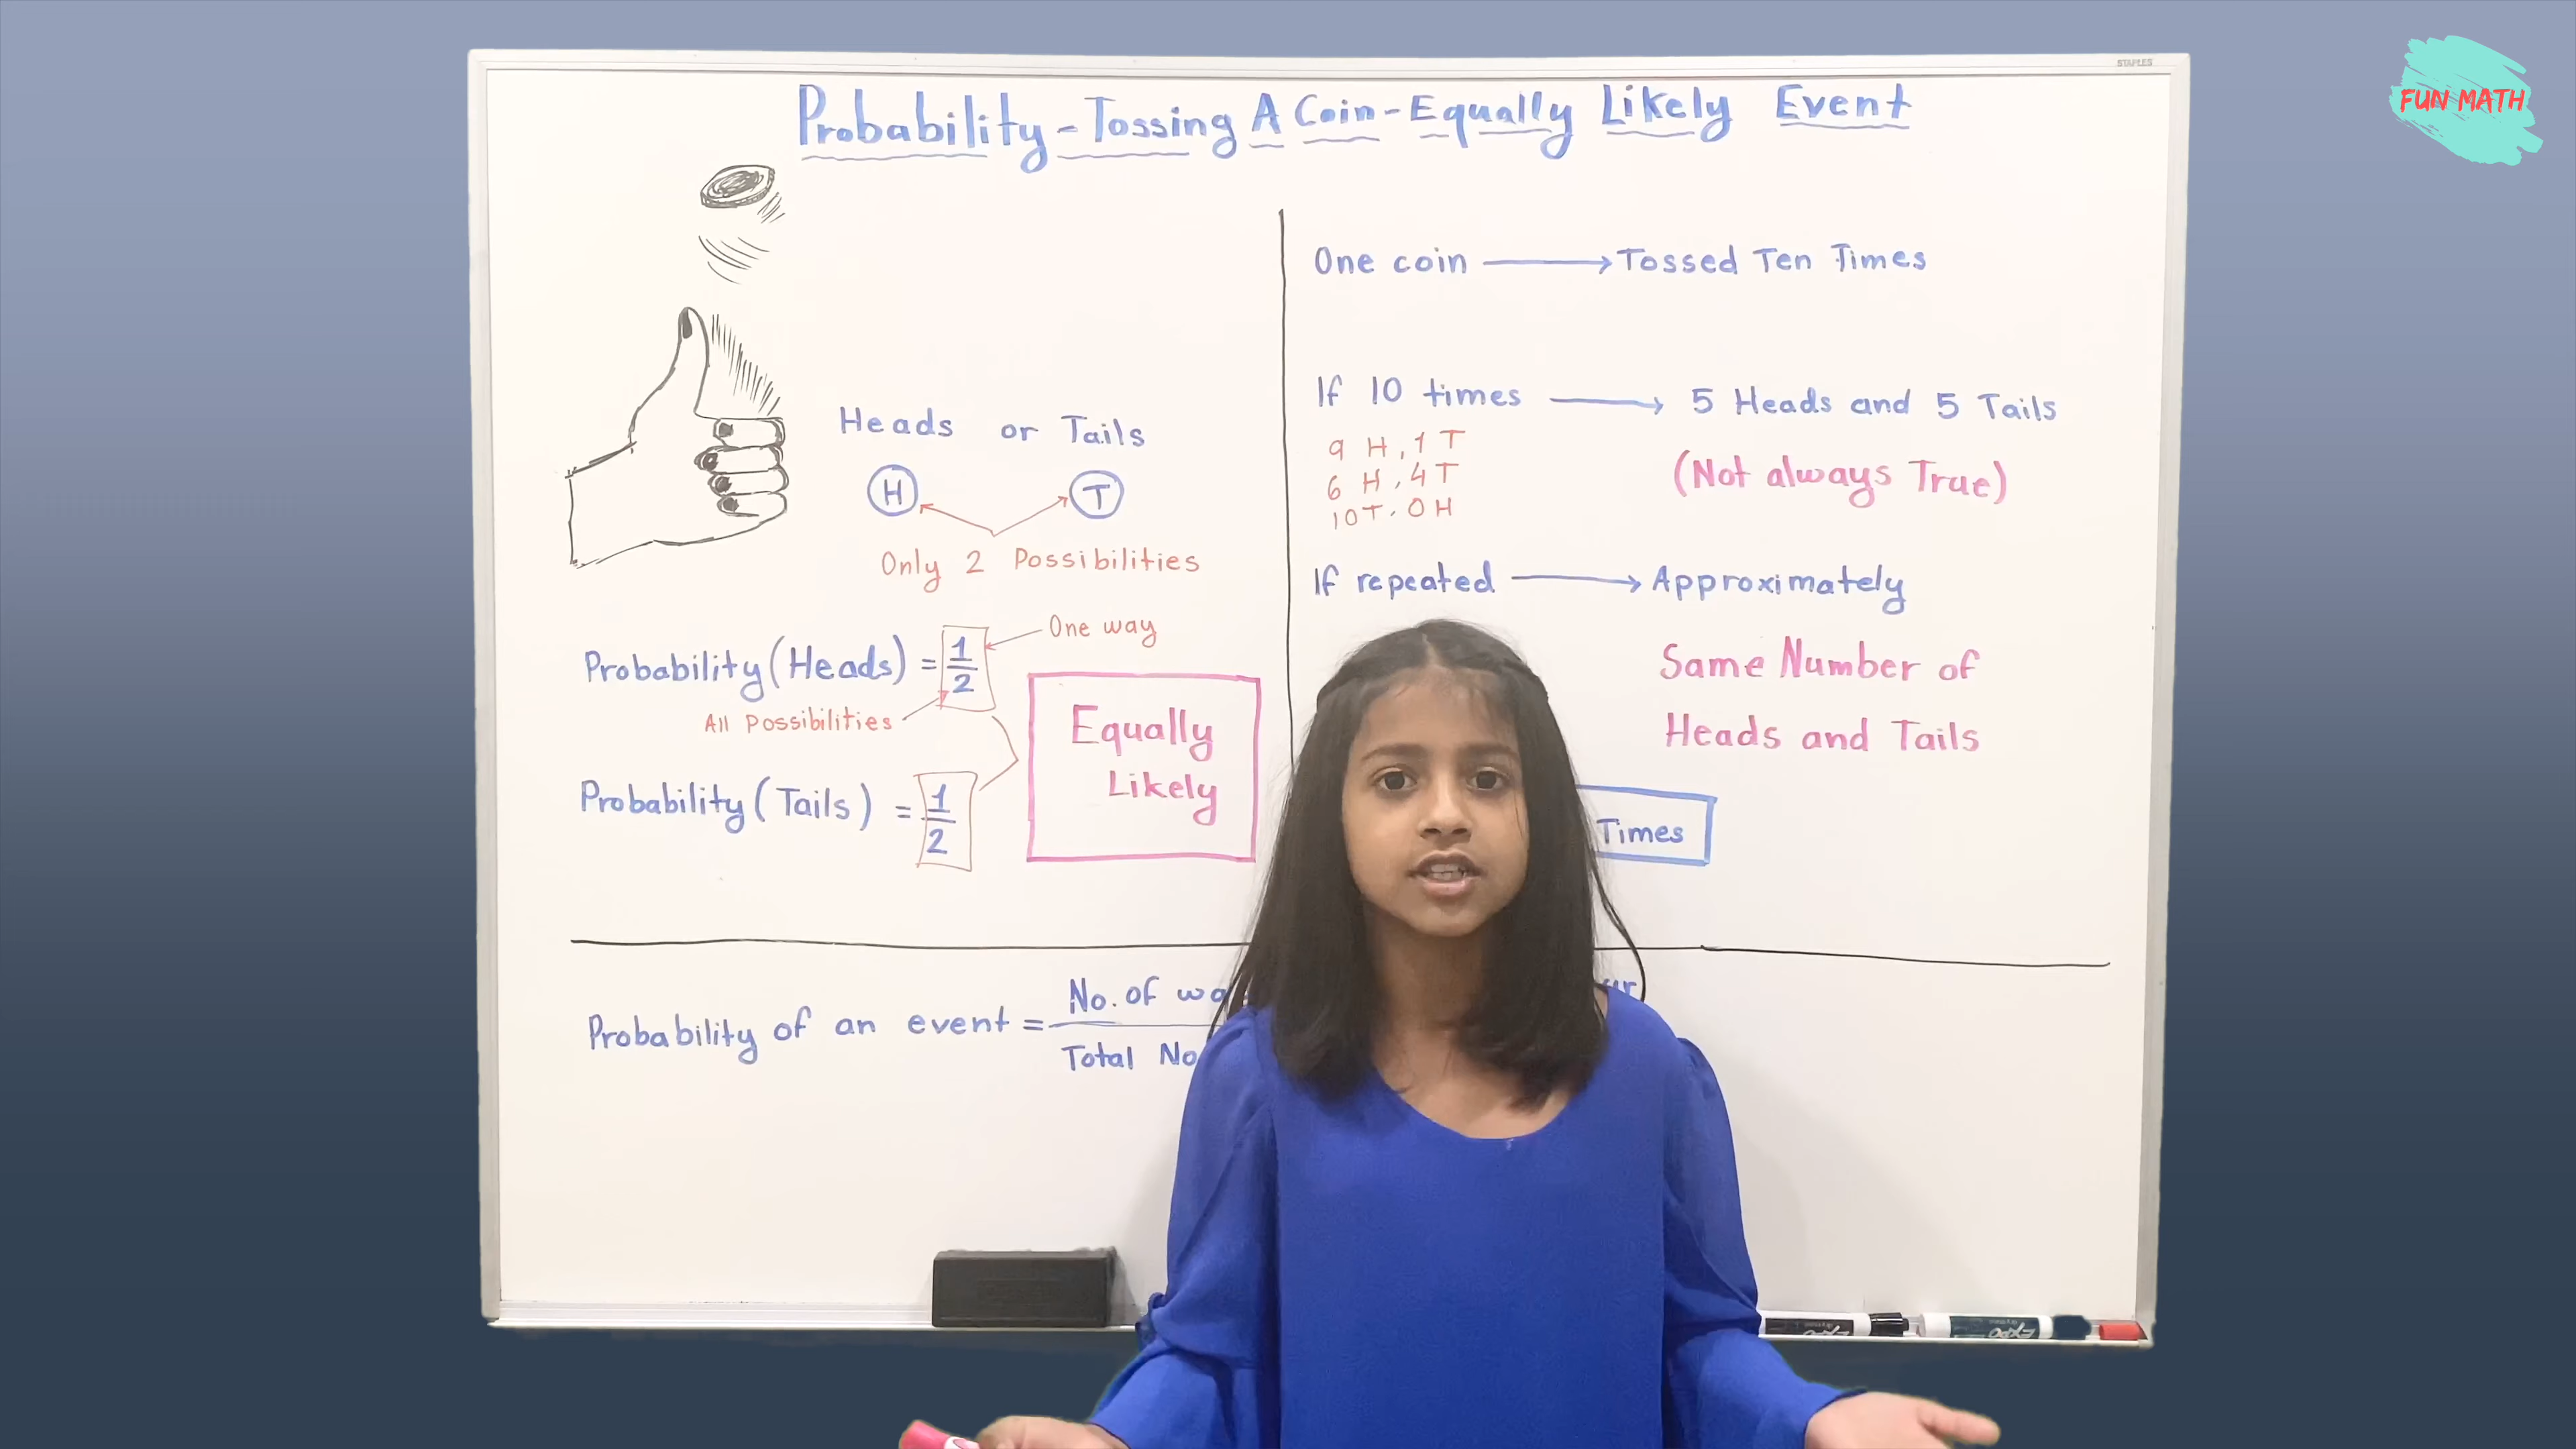 STAPLES
FUN MATH
Probability - Tossing A Coin - Equally Likely Event
Heads or Tails
H T
Only 2 Possibilities
Probability (Heads) = 1/2
One way
All Possibilities
Probability (Tails) = 1/2
Equally
Likely
One coin → Tossed Ten Times
If 10 times → 5 Heads and 5 Tails
9 H, 1 T
6 H, 4 T
10 T, 0 H
(Not always True)
If repeated → Approximately
Same Number of
Heads and Tails
Times
No. of
Probability of an event =
Total No
EXPO
EXPO